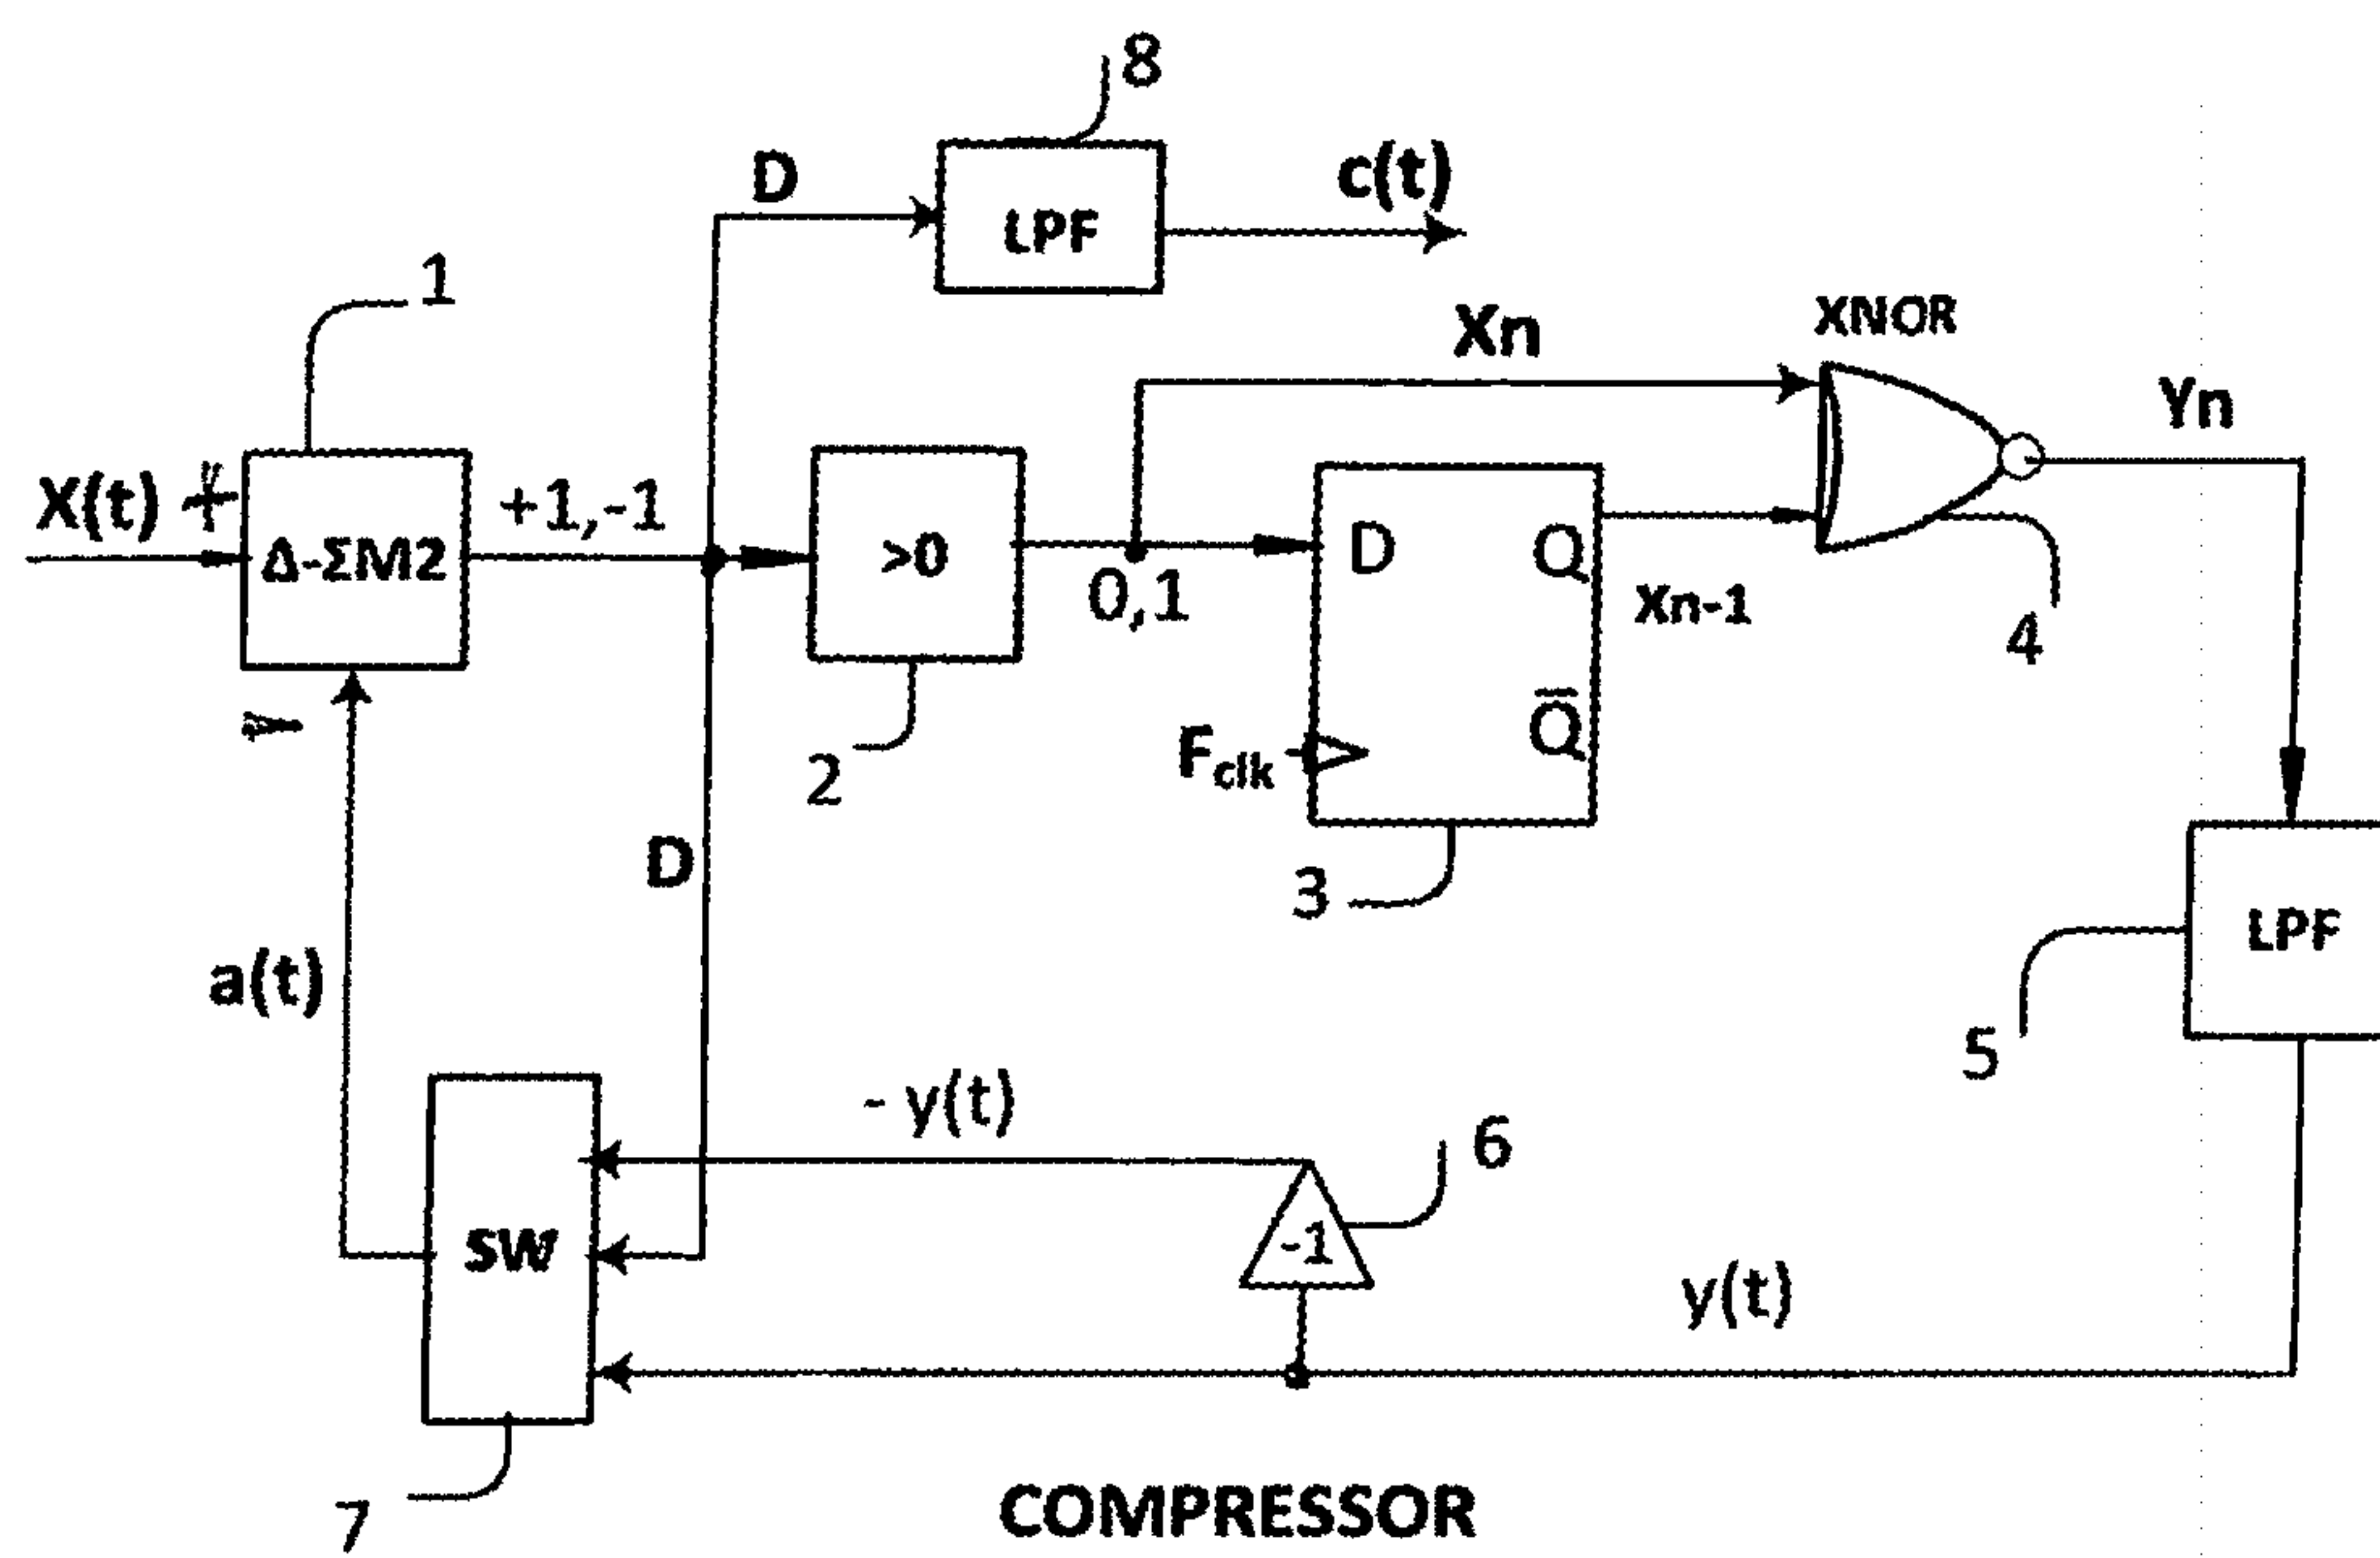 8
D
c(t)
LPF
1
Xn
XNOR
Yn
X(t) +
+1,-1
Δ-ΣM2
>0
0,1
D
Q
Xn-1
4
Q̅
Fclk
2
3
D
LPF
a(t)
5
- y(t)
6
SW
-1
y(t)
7
COMPRESSOR